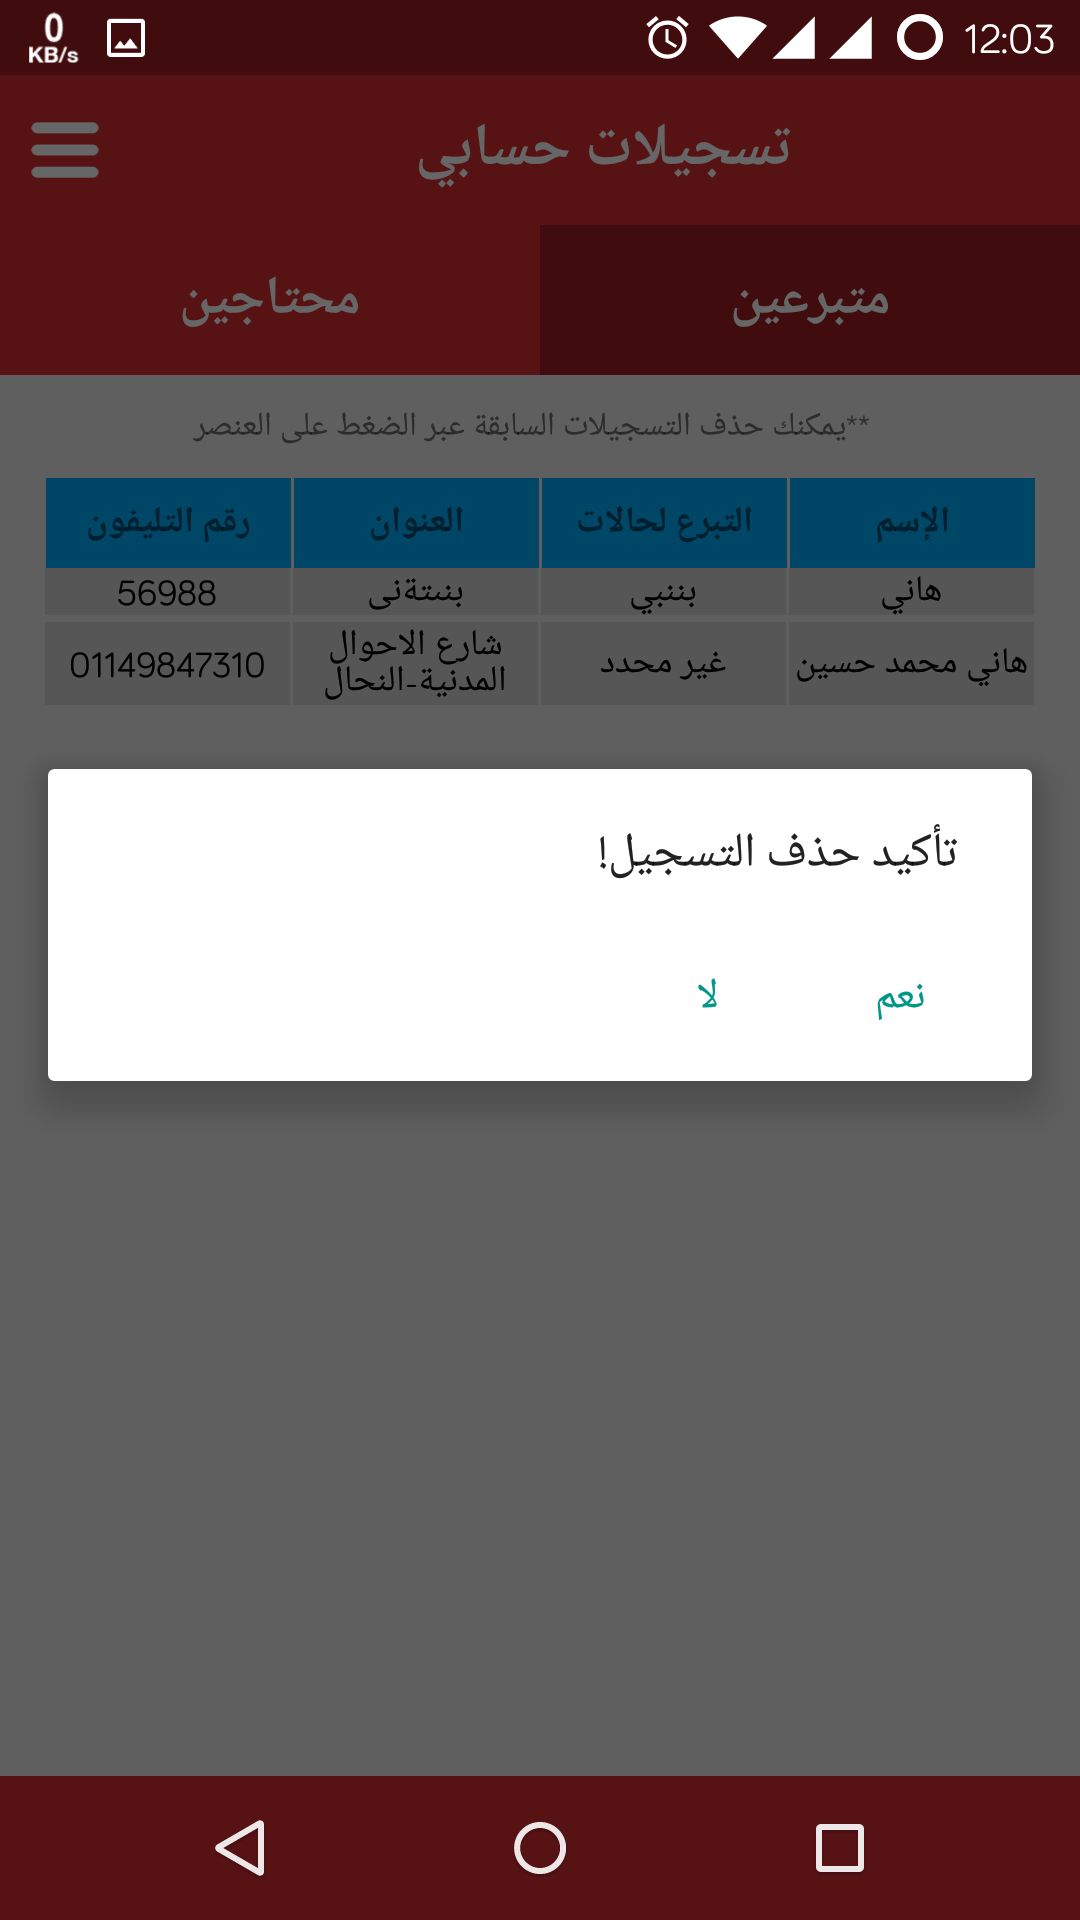 0
KB/s
12:03
تسجيلات حسابي
متبرعين
محتاجين
**يمكنك حذف التسجيلات السابقة عبر الضغط على العنصر
الإسم التبرع لحالات العنوان رقم التليفون
هاني بننبي بنىتةنى 56988
هاني محمد حسين غير محدد شارع الاحوال المدنية-النحال 01149847310
تأكيد حذف التسجيل!
نعم
لا